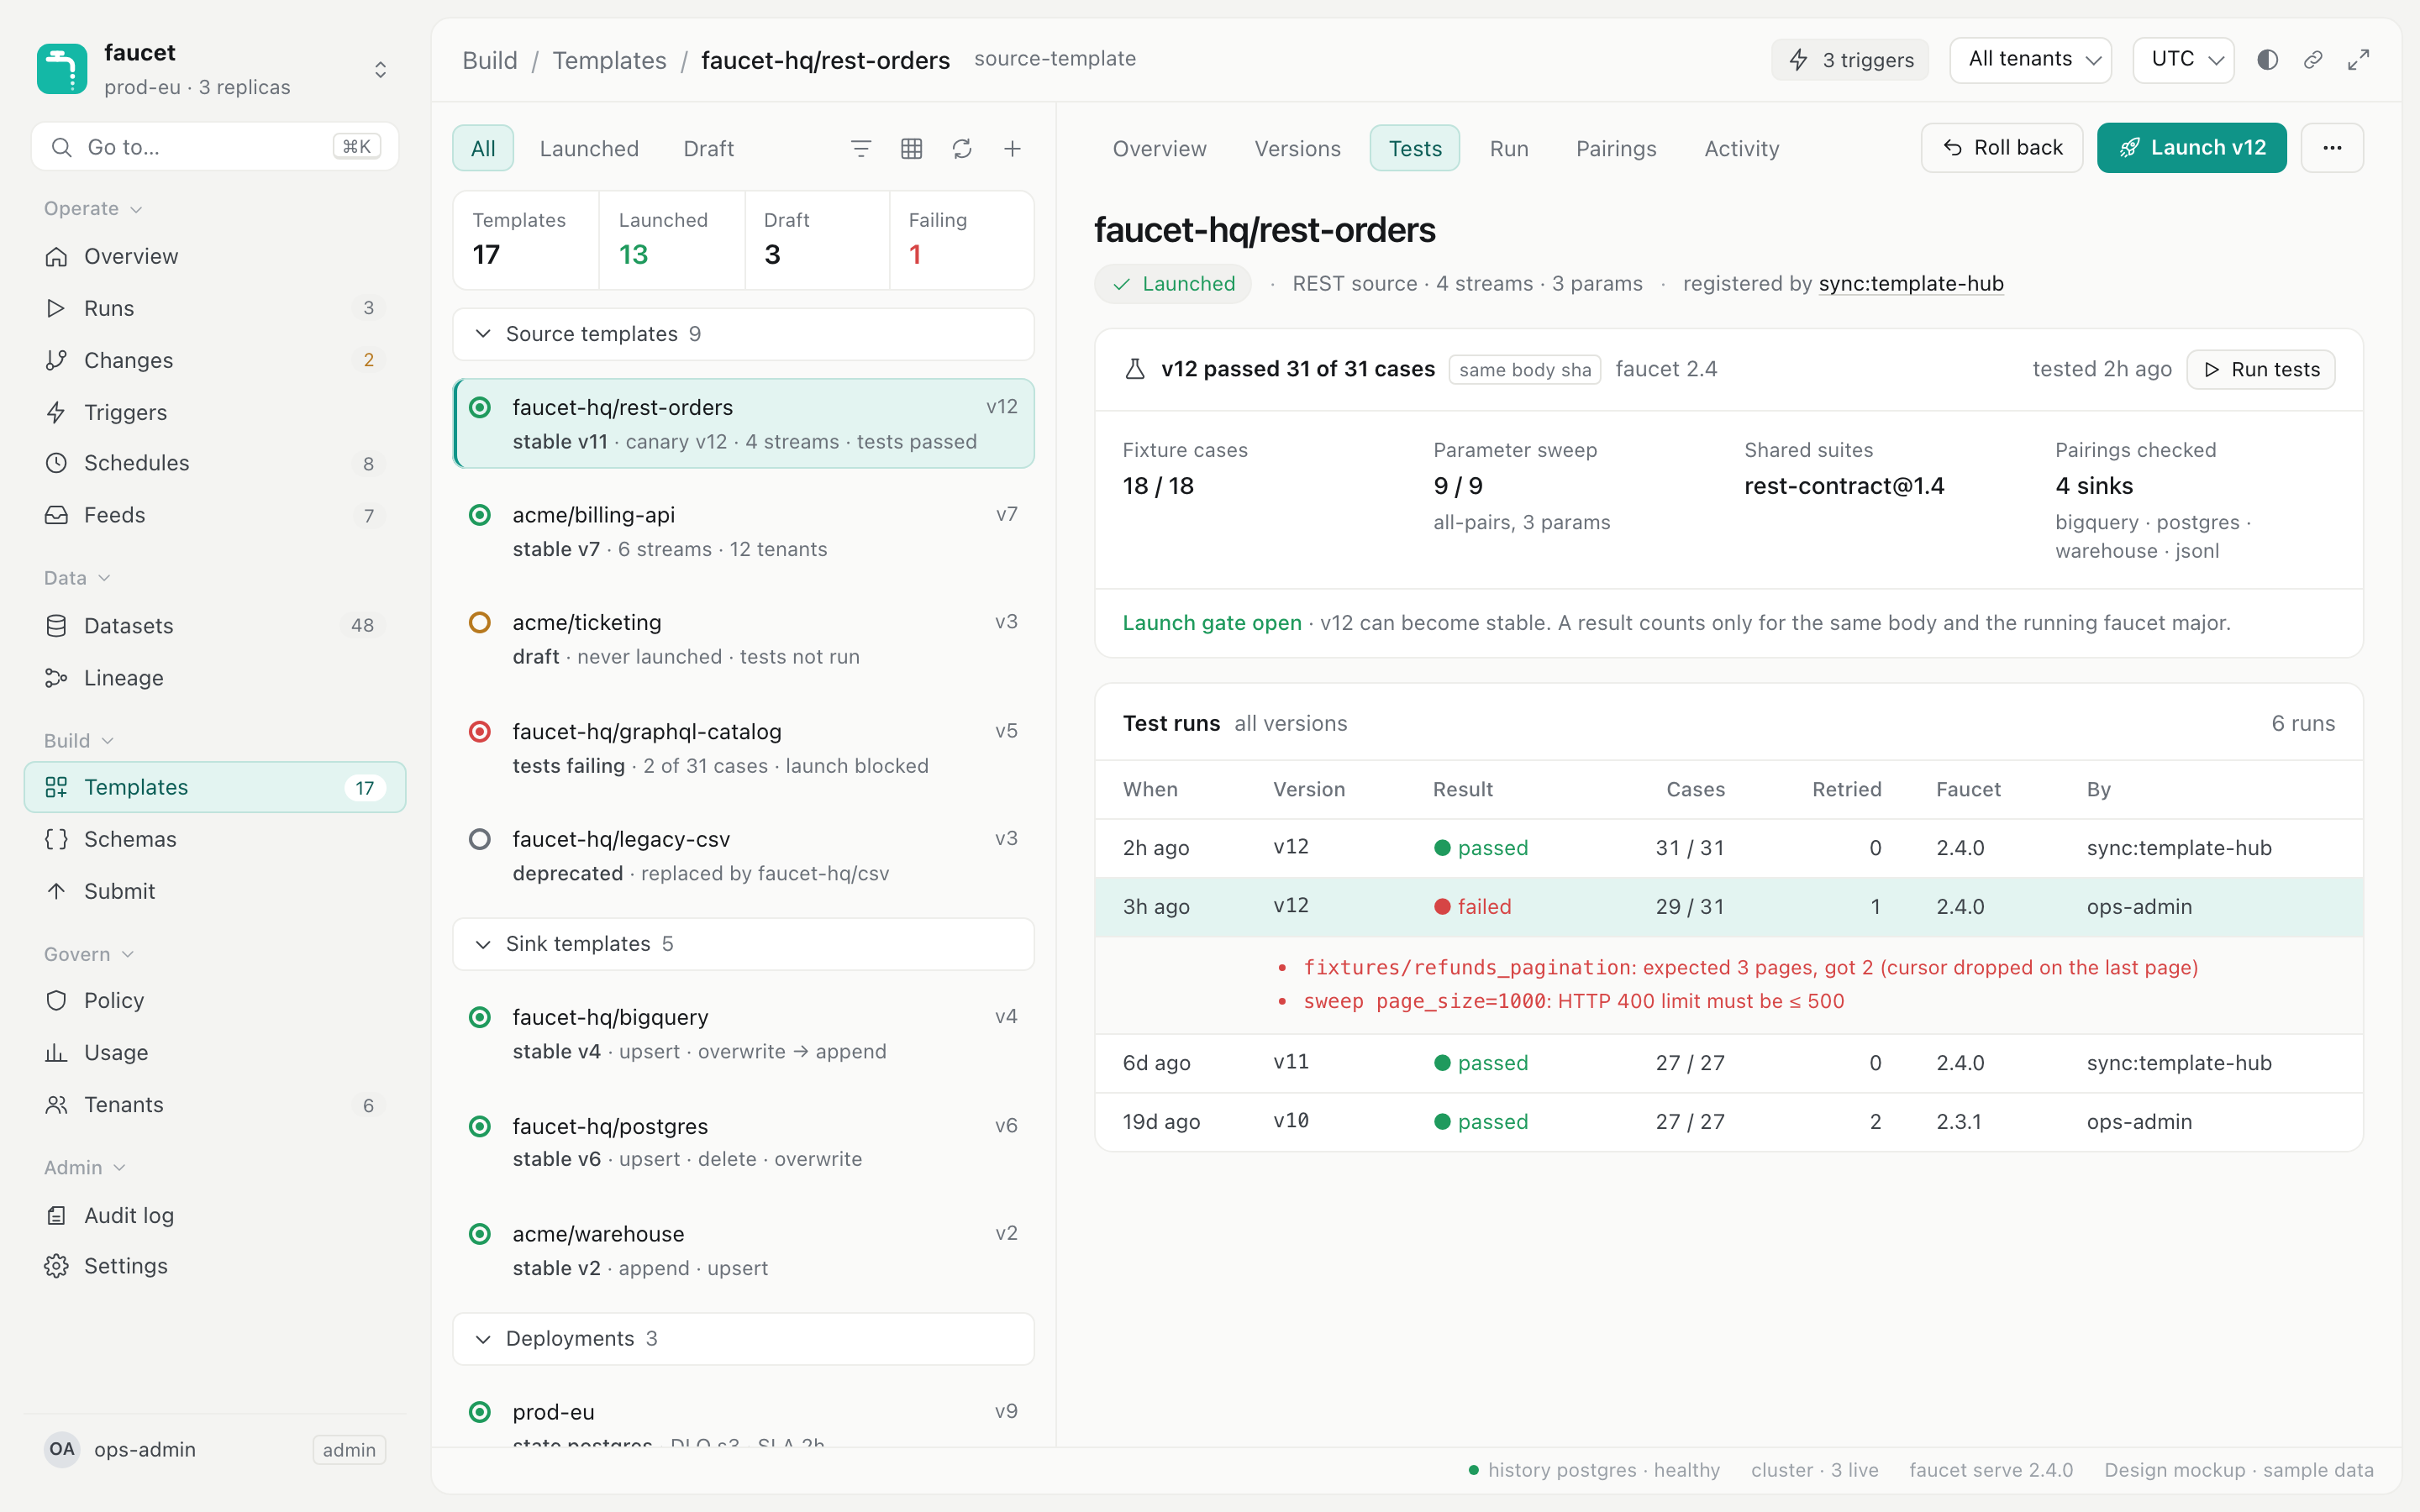 faucet
prod-eu · 3 replicas
Go to...
⌘K
Operate
Overview
Runs 3
Changes 2
Triggers
Schedules 8
Feeds 7
Data
Datasets 48
Lineage
Build
Templates 17
Schemas
Submit
Govern
Policy
Usage
Tenants 6
Admin
Audit log
Settings
OA ops-admin admin
Build / Templates / faucet-hq/rest-orders source-template
3 triggers
All tenants
UTC
All Launched Draft
Templates Launched Draft Failing
17 13 3 1
Source templates 9
faucet-hq/rest-orders v12
stable v11 · canary v12 · 4 streams · tests passed
acme/billing-api v7
stable v7 · 6 streams · 12 tenants
acme/ticketing v3
draft · never launched · tests not run
faucet-hq/graphql-catalog v5
tests failing · 2 of 31 cases · launch blocked
faucet-hq/legacy-csv v3
deprecated · replaced by faucet-hq/csv
Sink templates 5
faucet-hq/bigquery v4
stable v4 · upsert · overwrite → append
faucet-hq/postgres v6
stable v6 · upsert · delete · overwrite
acme/warehouse v2
stable v2 · append · upsert
Deployments 3
prod-eu v9
state postgres · DLQ s3 · SLA 2h
Overview Versions Tests Run Pairings Activity
Roll back
Launch v12
faucet-hq/rest-orders
Launched · REST source · 4 streams · 3 params · registered by sync:template-hub
v12 passed 31 of 31 cases same body sha faucet 2.4 tested 2h ago Run tests
Fixture cases Parameter sweep Shared suites Pairings checked
18 / 18 9 / 9 rest-contract@1.4 4 sinks
all-pairs, 3 params bigquery · postgres ·
warehouse · jsonl
Launch gate open · v12 can become stable. A result counts only for the same body and the running faucet major.
Test runs all versions 6 runs
When Version Result Cases Retried Faucet By
2h ago v12 passed 31 / 31 0 2.4.0 sync:template-hub
3h ago v12 failed 29 / 31 1 2.4.0 ops-admin
• fixtures/refunds_pagination: expected 3 pages, got 2 (cursor dropped on the last page)
• sweep page_size=1000: HTTP 400 limit must be ≤ 500
6d ago v11 passed 27 / 27 0 2.4.0 sync:template-hub
19d ago v10 passed 27 / 27 2 2.3.1 ops-admin
history postgres · healthy cluster · 3 live faucet serve 2.4.0 Design mockup · sample data